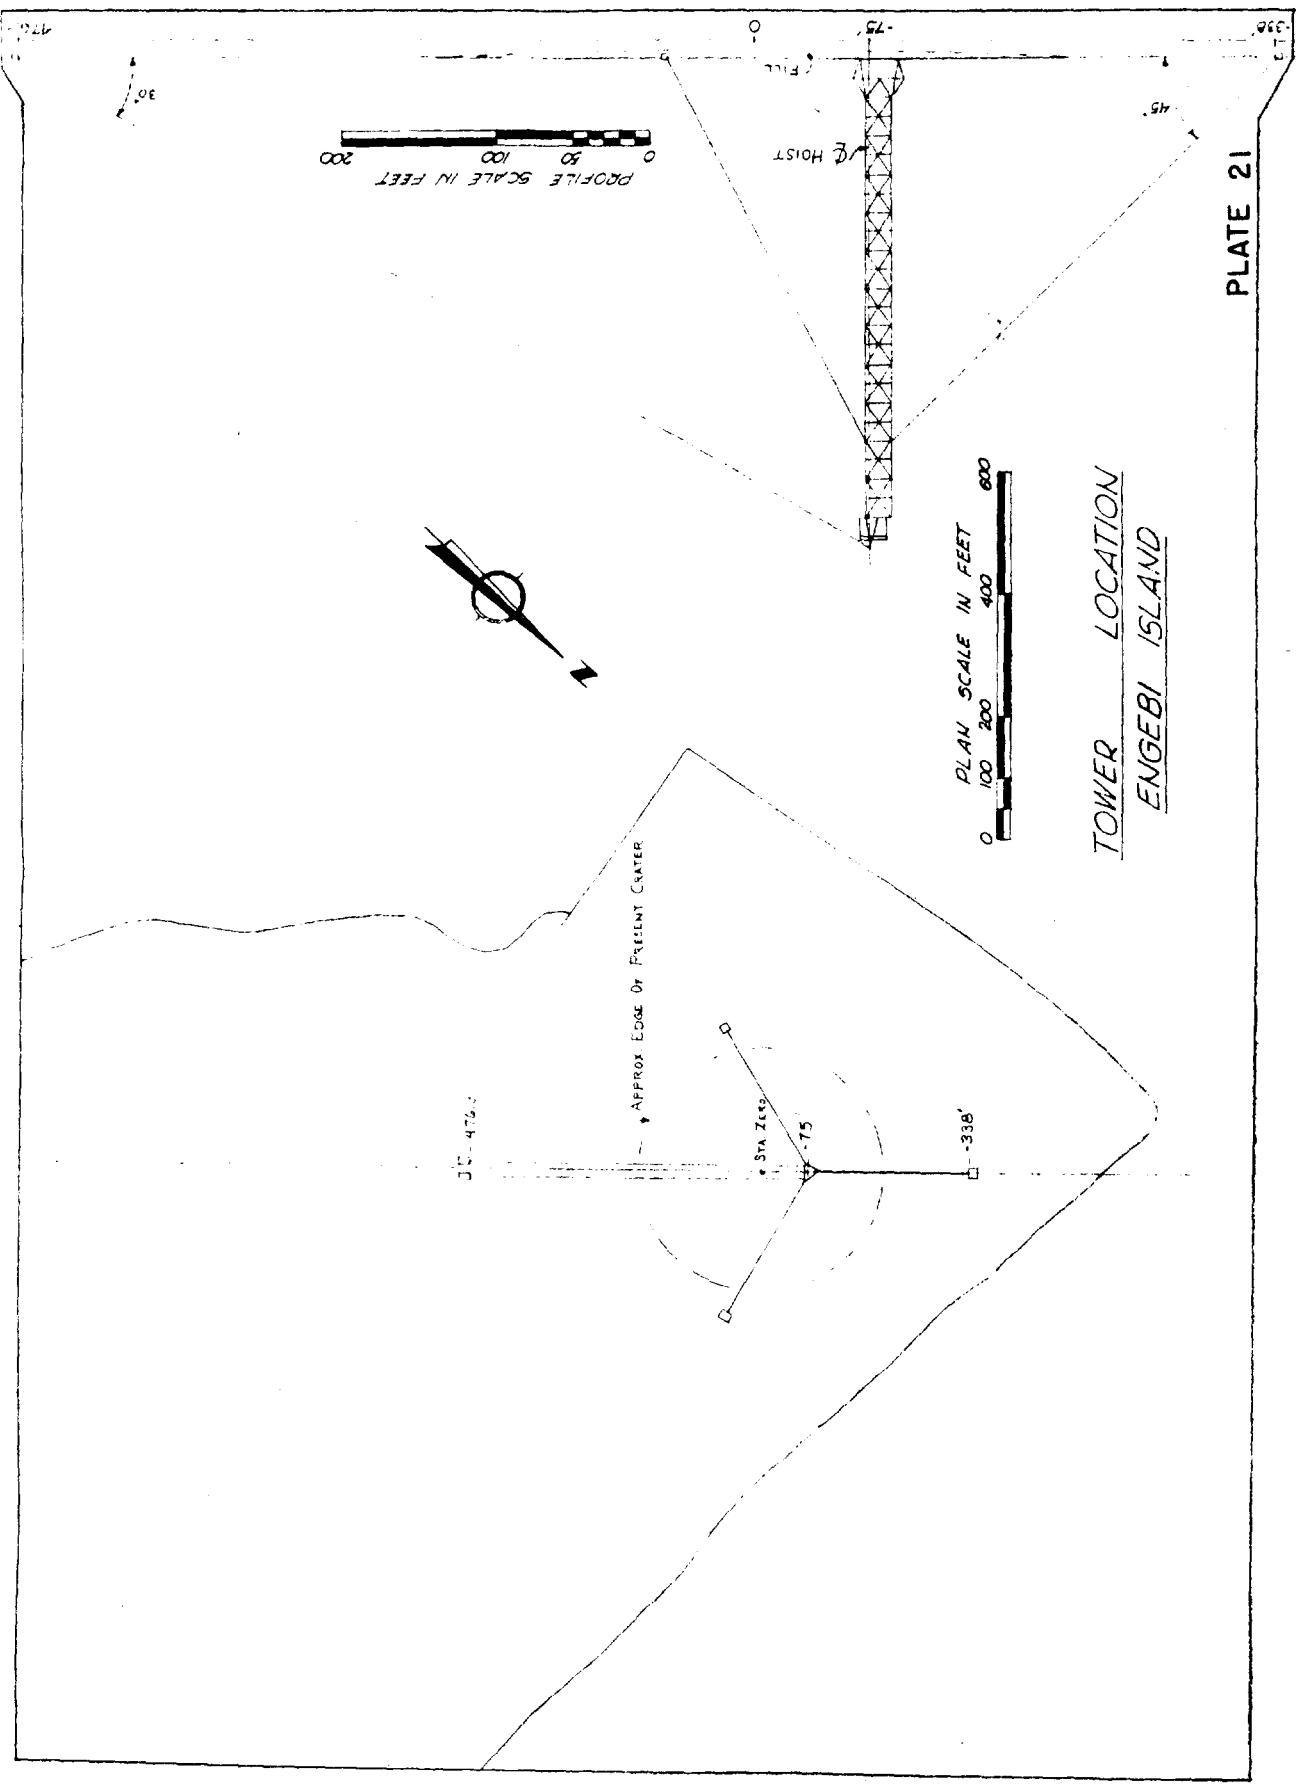 PLATE 21
TOWER LOCATION
ENGEBI ISLAND
PLAN SCALE IN FEET
0 100 200 400 600
PROFILE SCALE IN FEET
0 50 100 200
-338'
-75'
0
45°
30°
FILL
℄ HOIST
N
APPROX. EDGE OF PRESENT CRATER
STA. ZERO
-75
-338'